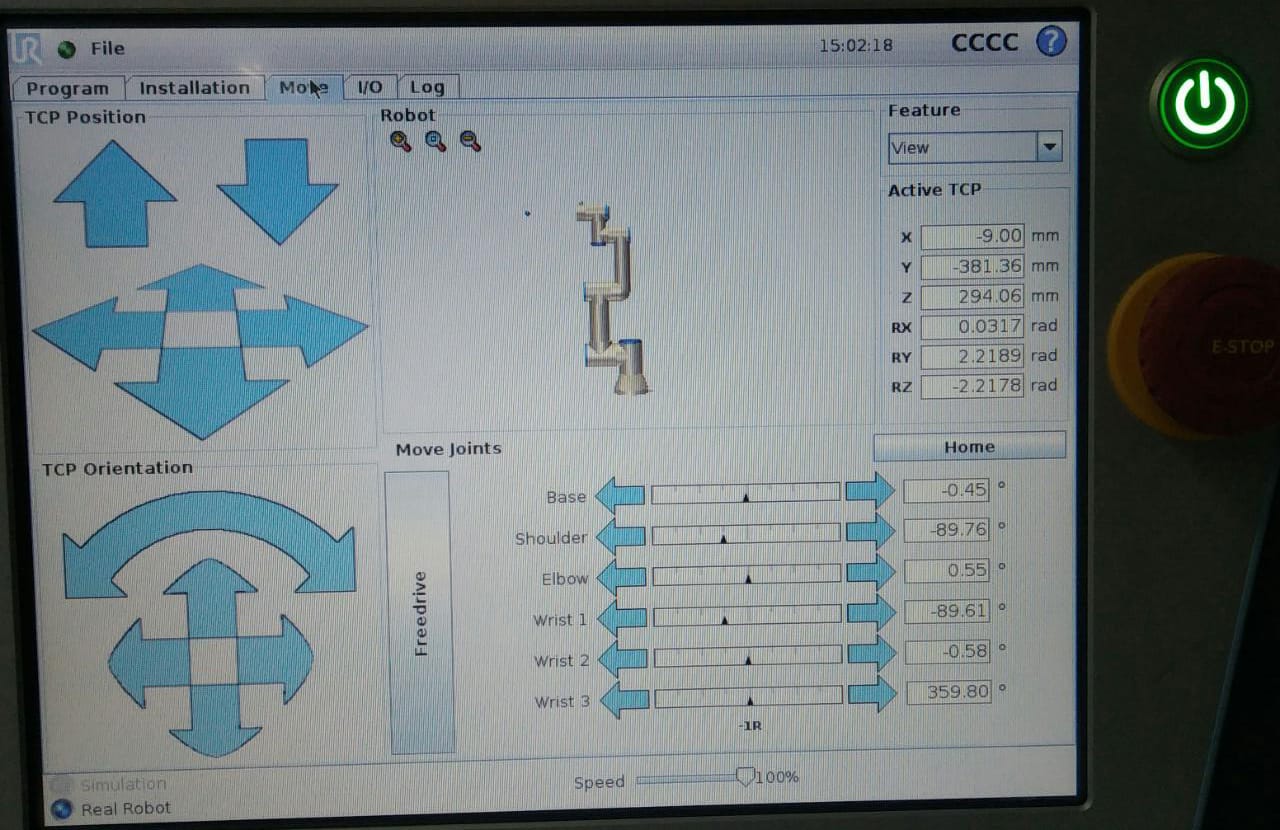 UR File 15:02:18 CCCC ?
Program Installation Move I/O Log
TCP Position
Robot
Feature
View
Active TCP
X -9.00 mm
Y -381.36 mm
Z 294.06 mm
RX 0.0317 rad
RY 2.2189 rad
RZ -2.2178 rad
Home
TCP Orientation
Move Joints
Freedrive
Base -0.45 °
Shoulder -89.76 °
Elbow 0.55 °
Wrist 1 -89.61 °
Wrist 2 -0.58 °
Wrist 3 359.80 °
-1R
Simulation
Real Robot
Speed 100%
E-STOP